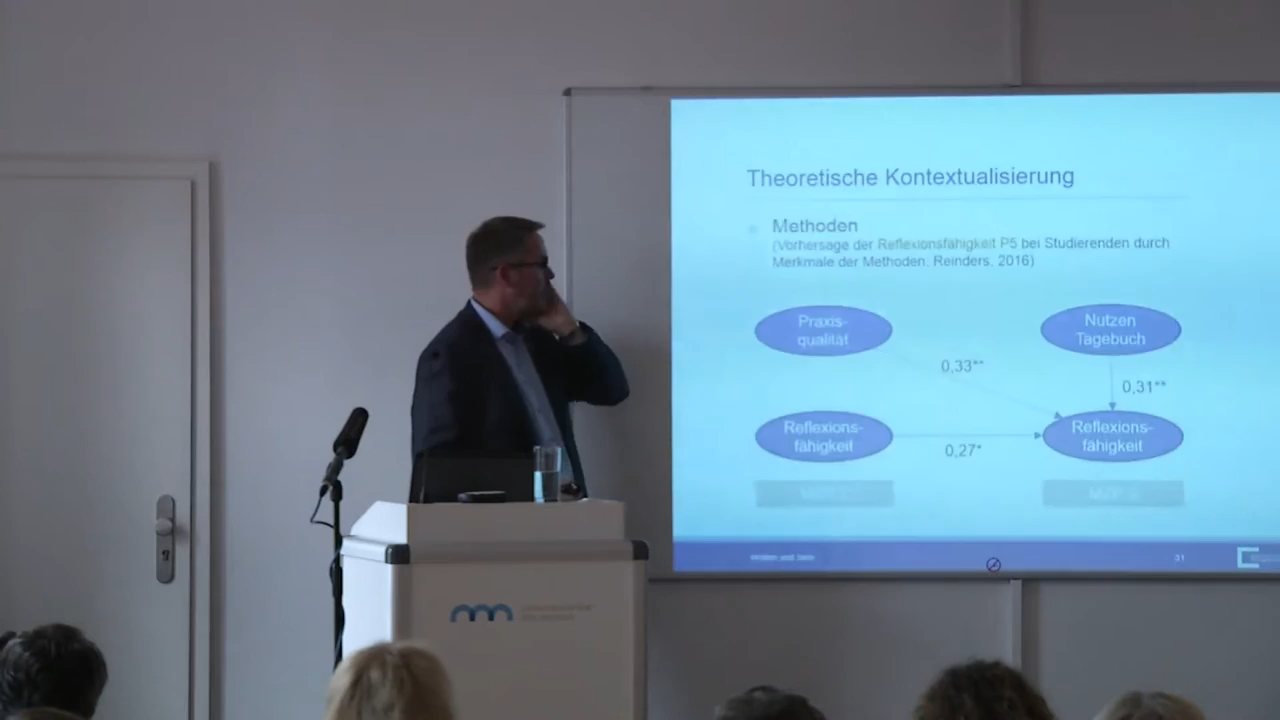 Theoretische Kontextualisierung
Methoden
(Vorhersage der Reflexionsfähigkeit P5 bei Studierenden durch
Merkmale der Methoden, Reinders, 2016)
Praxis-
qualität
Nutzen
Tagebuch
0,33**
0,31**
Reflexions-
fähigkeit
0,27*
Reflexions-
fähigkeit
31